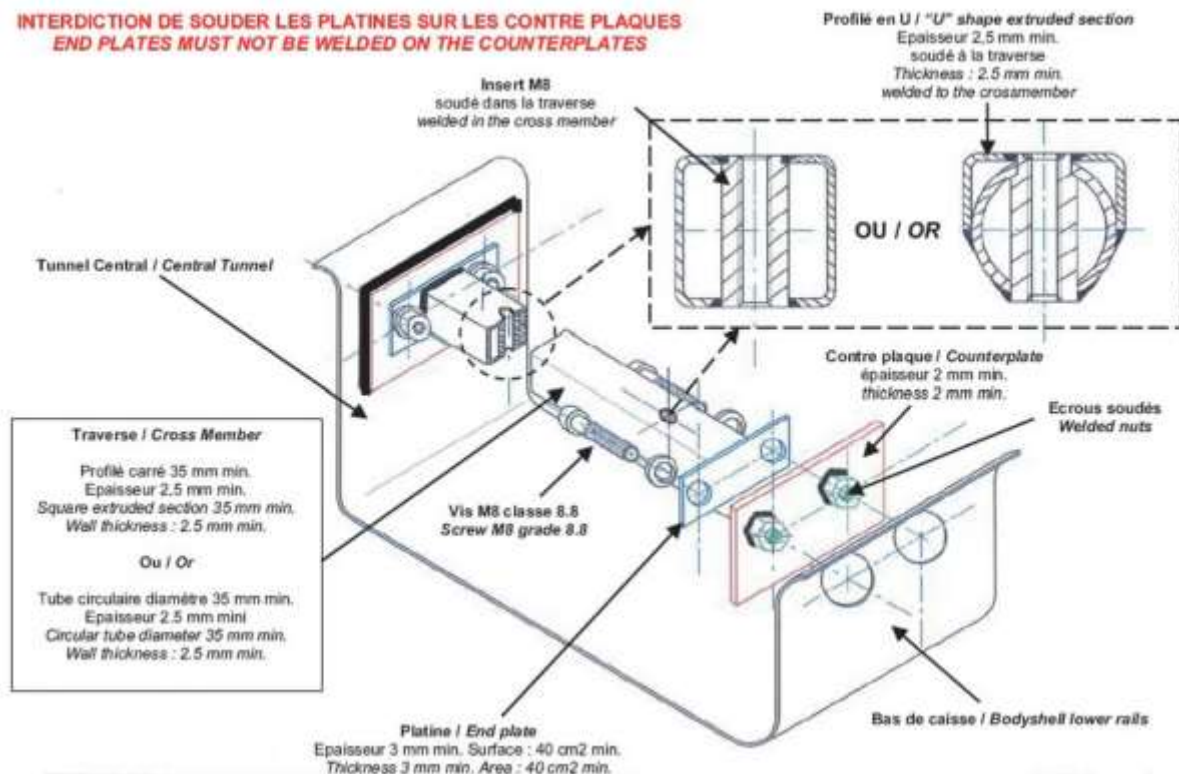 INTERDICTION DE SOUDER LES PLATINES SUR LES CONTRE PLAQUES
END PLATES MUST NOT BE WELDED ON THE COUNTERPLATES
Profilé en U / "U" shape extruded section
Epaisseur 2,5 mm min.
soudé à la traverse
Thickness : 2.5 mm min.
welded to the crossmember
Insert M8
soudé dans la traverse
welded in the cross member
OU / OR
Tunnel Central / Central Tunnel
Contre plaque / Counterplate
épaisseur 2 mm min.
thickness 2 mm min.
Ecrous soudés
Welded nuts
Traverse / Cross Member
Profilé carré 35 mm min.
Epaisseur 2,5 mm min.
Square extruded section 35 mm min.
Wall thickness : 2.5 mm min.
Ou / Or
Tube circulaire diamètre 35 mm min.
Epaisseur 2.5 mm mini
Circular tube diameter 35 mm min.
Wall thickness : 2.5 mm min.
Vis M8 classe 8.8
Screw M8 grade 8.8
Platine / End plate
Epaisseur 3 mm min. Surface : 40 cm2 min.
Thickness 3 mm min. Area : 40 cm2 min.
Bas de caisse / Bodyshell lower rails